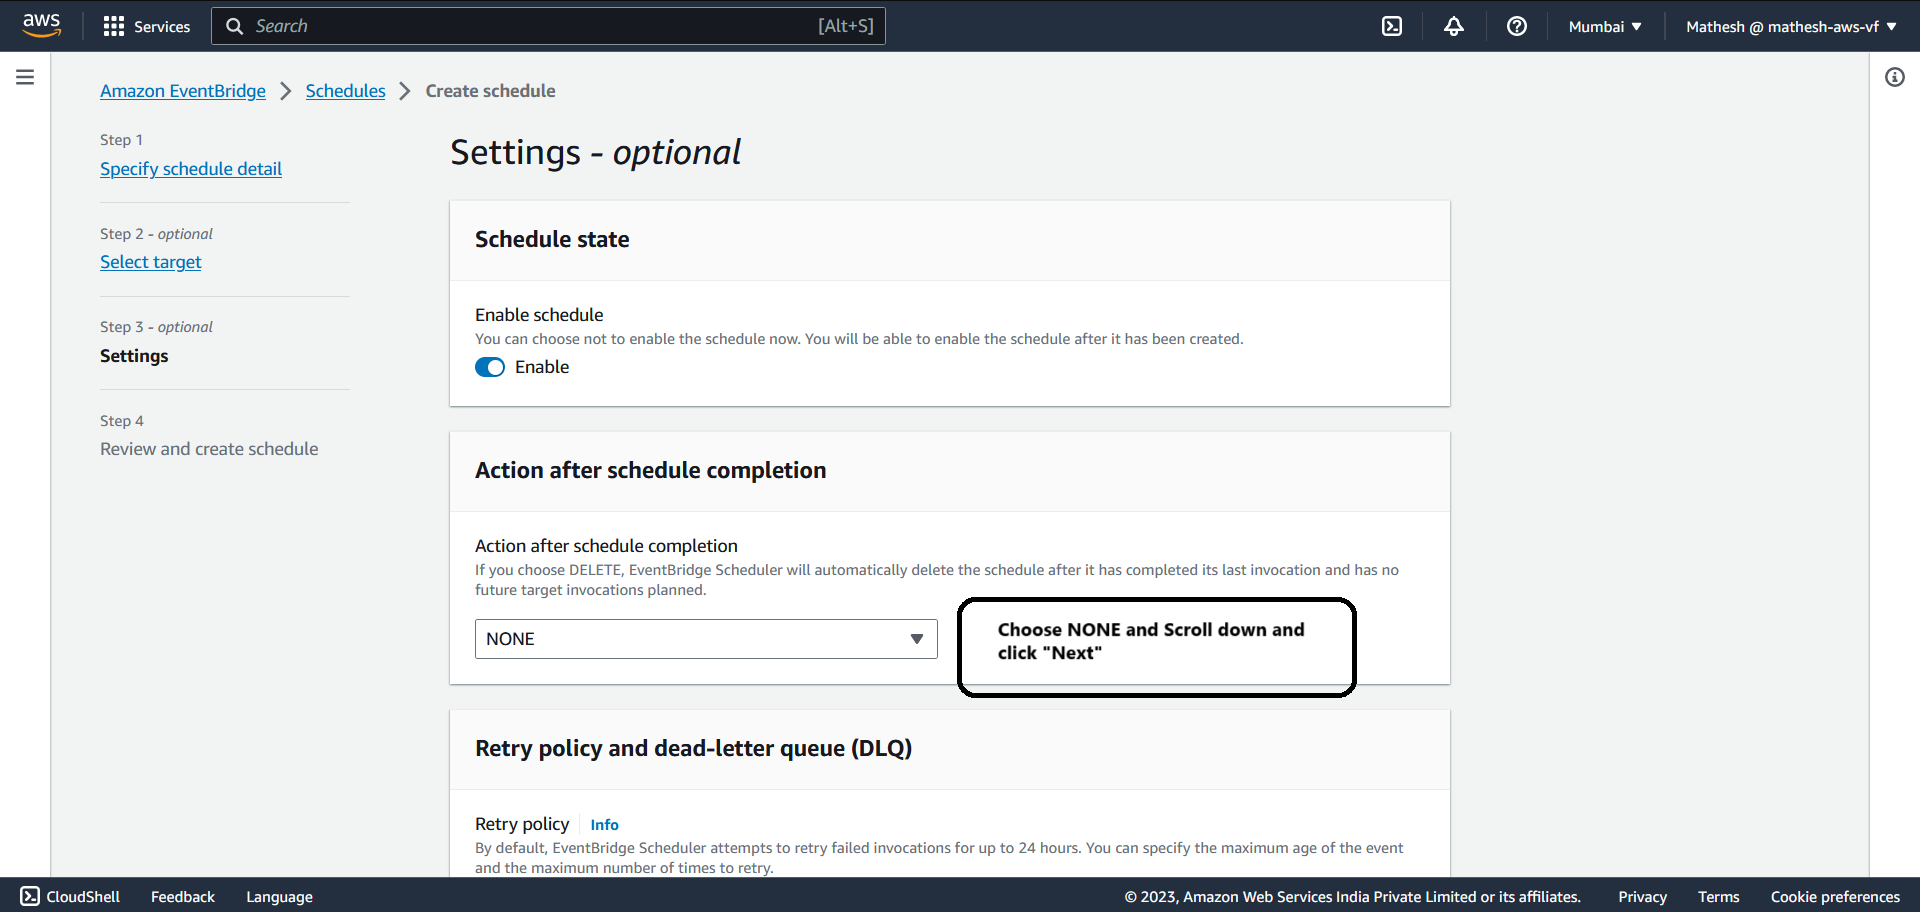 aws
Services
Search
[Alt+S]
Mumbai
Mathesh @ mathesh-aws-vf
Amazon EventBridge
Schedules
Create schedule
Step 1
Specify schedule detail
Step 2 - optional
Select target
Step 3 - optional
Settings
Step 4
Review and create schedule
Settings - optional
Schedule state
Enable schedule
You can choose not to enable the schedule now. You will be able to enable the schedule after it has been created.
Enable
Action after schedule completion
Action after schedule completion
If you choose DELETE, EventBridge Scheduler will automatically delete the schedule after it has completed its last invocation and has no
future target invocations planned.
NONE
Choose NONE and Scroll down and
click "Next"
Retry policy and dead-letter queue (DLQ)
Retry policy
Info
By default, EventBridge Scheduler attempts to retry failed invocations for up to 24 hours. You can specify the maximum age of the event
and the maximum number of times to retry.
CloudShell
Feedback
Language
© 2023, Amazon Web Services India Private Limited or its affiliates.
Privacy
Terms
Cookie preferences